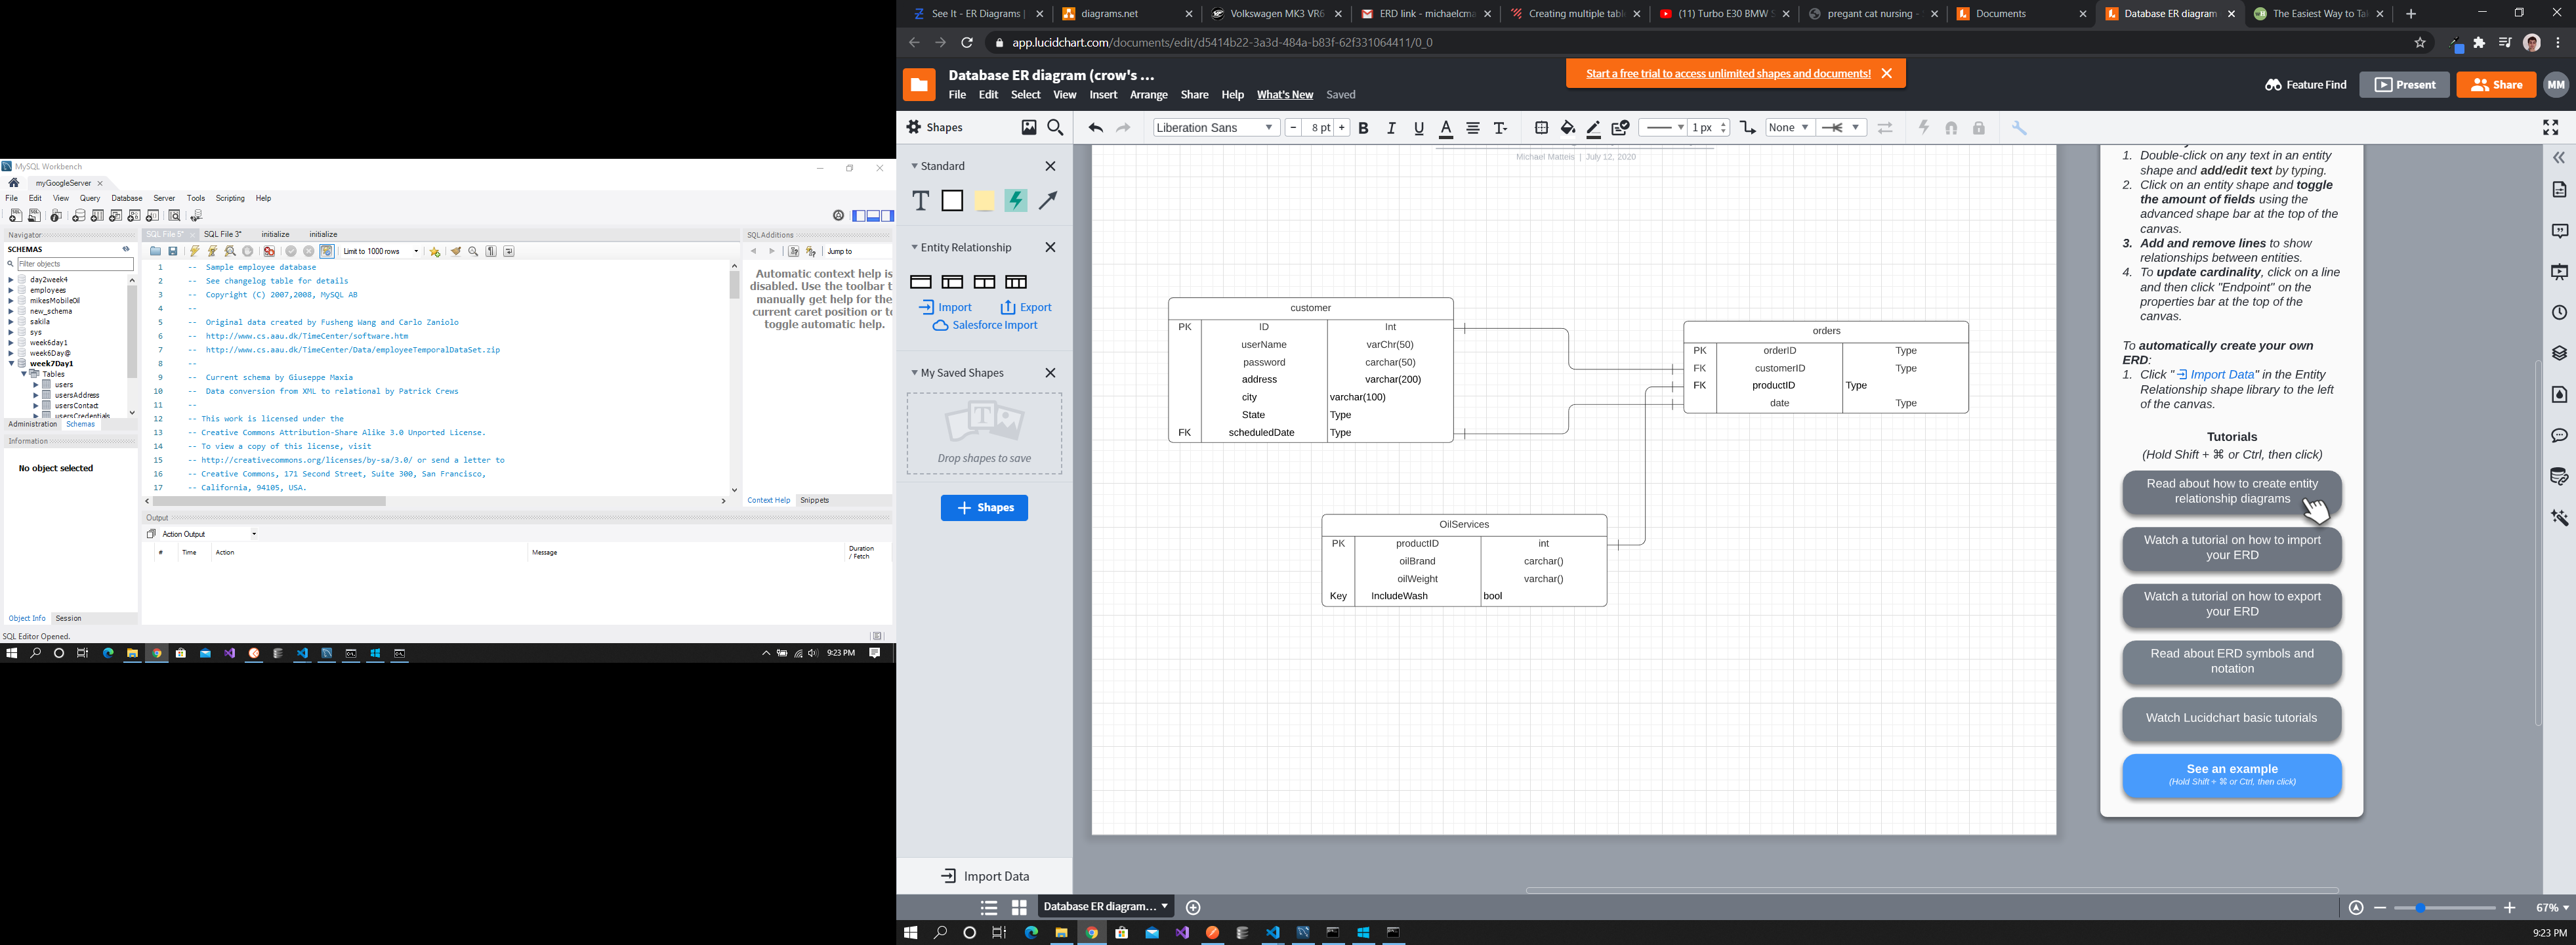 MySQL Workbench
myGoogleServer
File Edit View Query Database Server Tools Scripting Help
Navigator
SCHEMAS
Filter objects
day2week4
employees
mikesMobileOil
new_schema
sakila
sys
week6day1
week6Day@
week7Day1
Tables
users
usersAddress
usersContact
usersCredentials
Administration Schemas
Information
No object selected
Object Info Session
SQL Editor Opened.
SQL File 5* SQL File 3* initialize initialize
Limit to 1000 rows
1 -- Sample employee database
2 -- See changelog table for details
3 -- Copyright (C) 2007,2008, MySQL AB
4 --
5 -- Original data created by Fusheng Wang and Carlo Zaniolo
6 -- http://www.cs.aau.dk/TimeCenter/software.htm
7 -- http://www.cs.aau.dk/TimeCenter/Data/employeeTemporalDataSet.zip
8 --
9 -- Current schema by Giuseppe Maxia
10 -- Data conversion from XML to relational by Patrick Crews
11 --
12 -- This work is licensed under the
13 -- Creative Commons Attribution-Share Alike 3.0 Unported License.
14 -- To view a copy of this license, visit
15 -- http://creativecommons.org/licenses/by-sa/3.0/ or send a letter to
16 -- Creative Commons, 171 Second Street, Suite 300, San Francisco,
17 -- California, 94105, USA.
SQLAdditions
Jump to
Automatic context help is
disabled. Use the toolbar t
manually get help for the
current caret position or t
toggle automatic help.
Context Help Snippets
Output
Action Output
# Time Action Message Duration / Fetch
9:23 PM
See It - ER Diagrams |
diagrams.net
Volkswagen MK3 VR6
ERD link - michaelcma
Creating multiple tabl
(11) Turbo E30 BMW S
pregant cat nursing -
Documents
Database ER diagram
The Easiest Way to Ta
app.lucidchart.com/documents/edit/d5414b22-3a3d-484a-b83f-62f331064411/0_0
Database ER diagram (crow's ...
Start a free trial to access unlimited shapes and documents!
File Edit Select View Insert Arrange Share Help What's New Saved
Feature Find
Present
Share
MM
Shapes
Liberation Sans
8 pt
B I U A T
1 px
None
Standard
T
Entity Relationship
Import Export
Salesforce Import
My Saved Shapes
Drop shapes to save
+ Shapes
Import Data
Michael Matteis | July 12, 2020
customer
PK ID Int
userName varChr(50)
password carchar(50)
address varchar(200)
city varchar(100)
State Type
FK scheduledDate Type
orders
PK orderID Type
FK customerID Type
FK productID Type
date Type
OilServices
PK productID int
oilBrand carchar()
oilWeight varchar()
Key IncludeWash bool
1. Double-click on any text in an entity
shape and add/edit text by typing.
2. Click on an entity shape and toggle
the amount of fields using the
advanced shape bar at the top of the
canvas.
3. Add and remove lines to show
relationships between entities.
4. To update cardinality, click on a line
and then click "Endpoint" on the
properties bar at the top of the
canvas.
To automatically create your own
ERD:
1. Click " Import Data" in the Entity
Relationship shape library to the left
of the canvas.
Tutorials
(Hold Shift + ⌘ or Ctrl, then click)
Read about how to create entity
relationship diagrams
Watch a tutorial on how to import
your ERD
Watch a tutorial on how to export
your ERD
Read about ERD symbols and
notation
Watch Lucidchart basic tutorials
See an example
(Hold Shift + ⌘ or Ctrl, then click)
Database ER diagram...
67%
9:23 PM